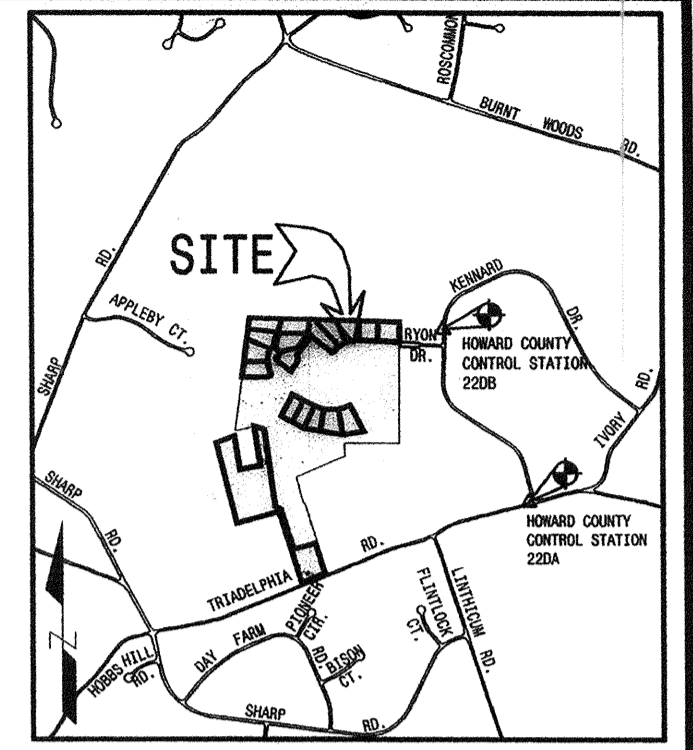 ROSCOMMON
BURNT WOODS RD.
SHARP RD.
SITE
KENNARD DR.
APPLEBY CT.
RYON DR.
HOWARD COUNTY
CONTROL STATION
22DB
IVORY RD.
SHARP RD.
HOWARD COUNTY
CONTROL STATION
22DA
TRIADELPHIA RD.
PIONEER CIR.
FLINTLOCK CT.
LINTHICUM RD.
DAY FARM RD.
BISON CT.
HOBBS HILL RD.
SHARP RD.
N